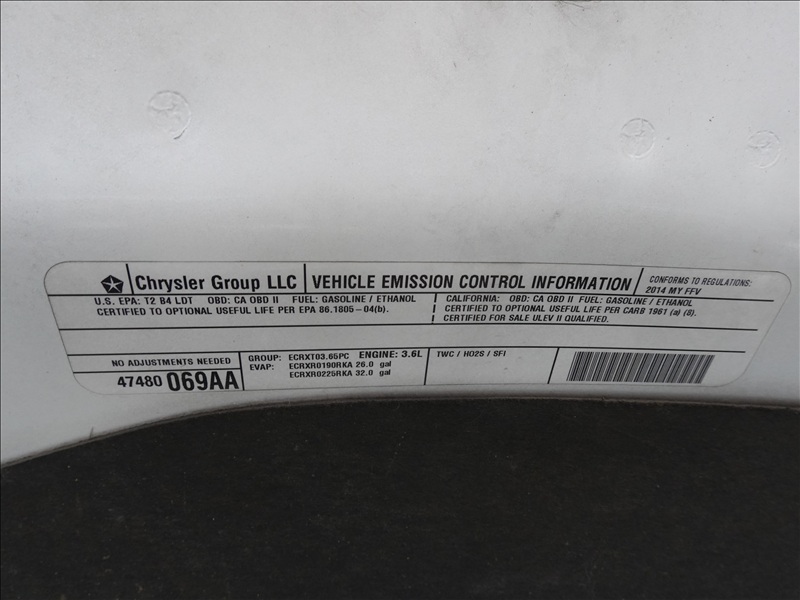 Chrysler Group LLC
VEHICLE EMISSION CONTROL INFORMATION
CONFORMS TO REGULATIONS:
2014 MY FFV
U.S. EPA: T2 B4 LDT OBD: CA OBD II FUEL: GASOLINE / ETHANOL
CERTIFIED TO OPTIONAL USEFUL LIFE PER EPA 86.1805-04(b).
CALIFORNIA: OBD: CA OBD II FUEL: GASOLINE / ETHANOL
CERTIFIED TO OPTIONAL USEFUL LIFE PER CARB 1961 (a) (8).
CERTIFIED FOR SALE ULEV II QUALIFIED.
NO ADJUSTMENTS NEEDED
47480 069AA
GROUP: ECRXT03.65PC ENGINE: 3.6L
EVAP: ECRXR0190RKA 26.0 gal
ECRXR0225RKA 32.0 gal
TWC / HO2S / SFI